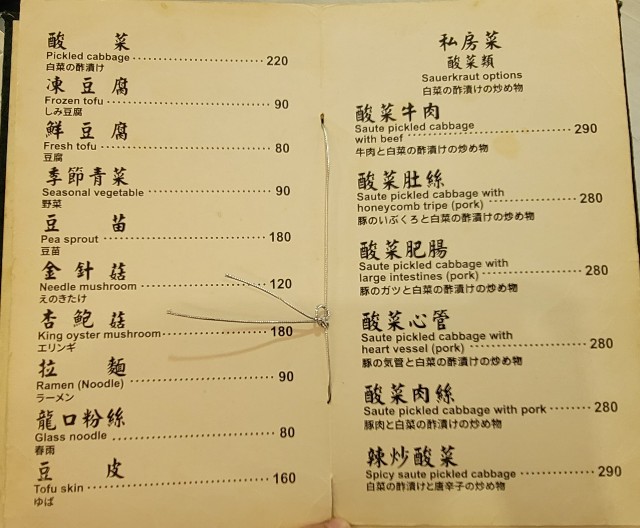 酸菜
Pickled cabbage 220
白菜の酢漬け
凍豆腐
Frozen tofu 90
しみ豆腐
鮮豆腐
Fresh tofu 80
豆腐
季節青菜
Seasonal vegetable 90
野菜
豆苗
Pea sprout 180
豆苗
金針菇
Needle mushroom 120
えのきたけ
杏鮑菇
King oyster mushroom 180
エリンギ
拉麵
Ramen (Noodle) 90
ラーメン
龍口粉絲
Glass noodle 80
春雨
豆皮
Tofu skin 160
ゆば
私房菜
酸菜類
Sauerkraut options
白菜の酢漬けの炒め物
酸菜牛肉
Saute pickled cabbage
with beef 290
牛肉と白菜の酢漬けの炒め物
酸菜肚絲
Saute pickled cabbage with
honeycomb tripe (pork) 280
豚のいぶくろと白菜の酢漬けの炒め物
酸菜肥腸
Saute pickled cabbage with
large intestines (pork) 280
豚のガツと白菜の酢漬けの炒め物
酸菜心管
Saute pickled cabbage with
heart vessel (pork) 280
豚の気管と白菜の酢漬けの炒め物
酸菜肉絲
Saute pickled cabbage with pork 280
豚肉と白菜の酢漬けの炒め物
辣炒酸菜
Spicy saute pickled cabbage 290
白菜の酢漬けと唐辛子の炒め物